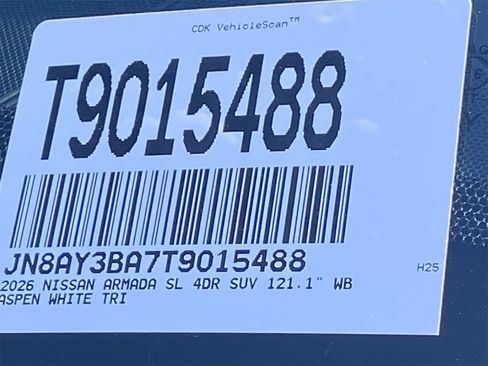 CDK VehicleScan™
T9015488
JN8AY3BA7T9015488
H25
2026 NISSAN ARMADA SL 4DR SUV 121.1" WB
ASPEN WHITE TRI